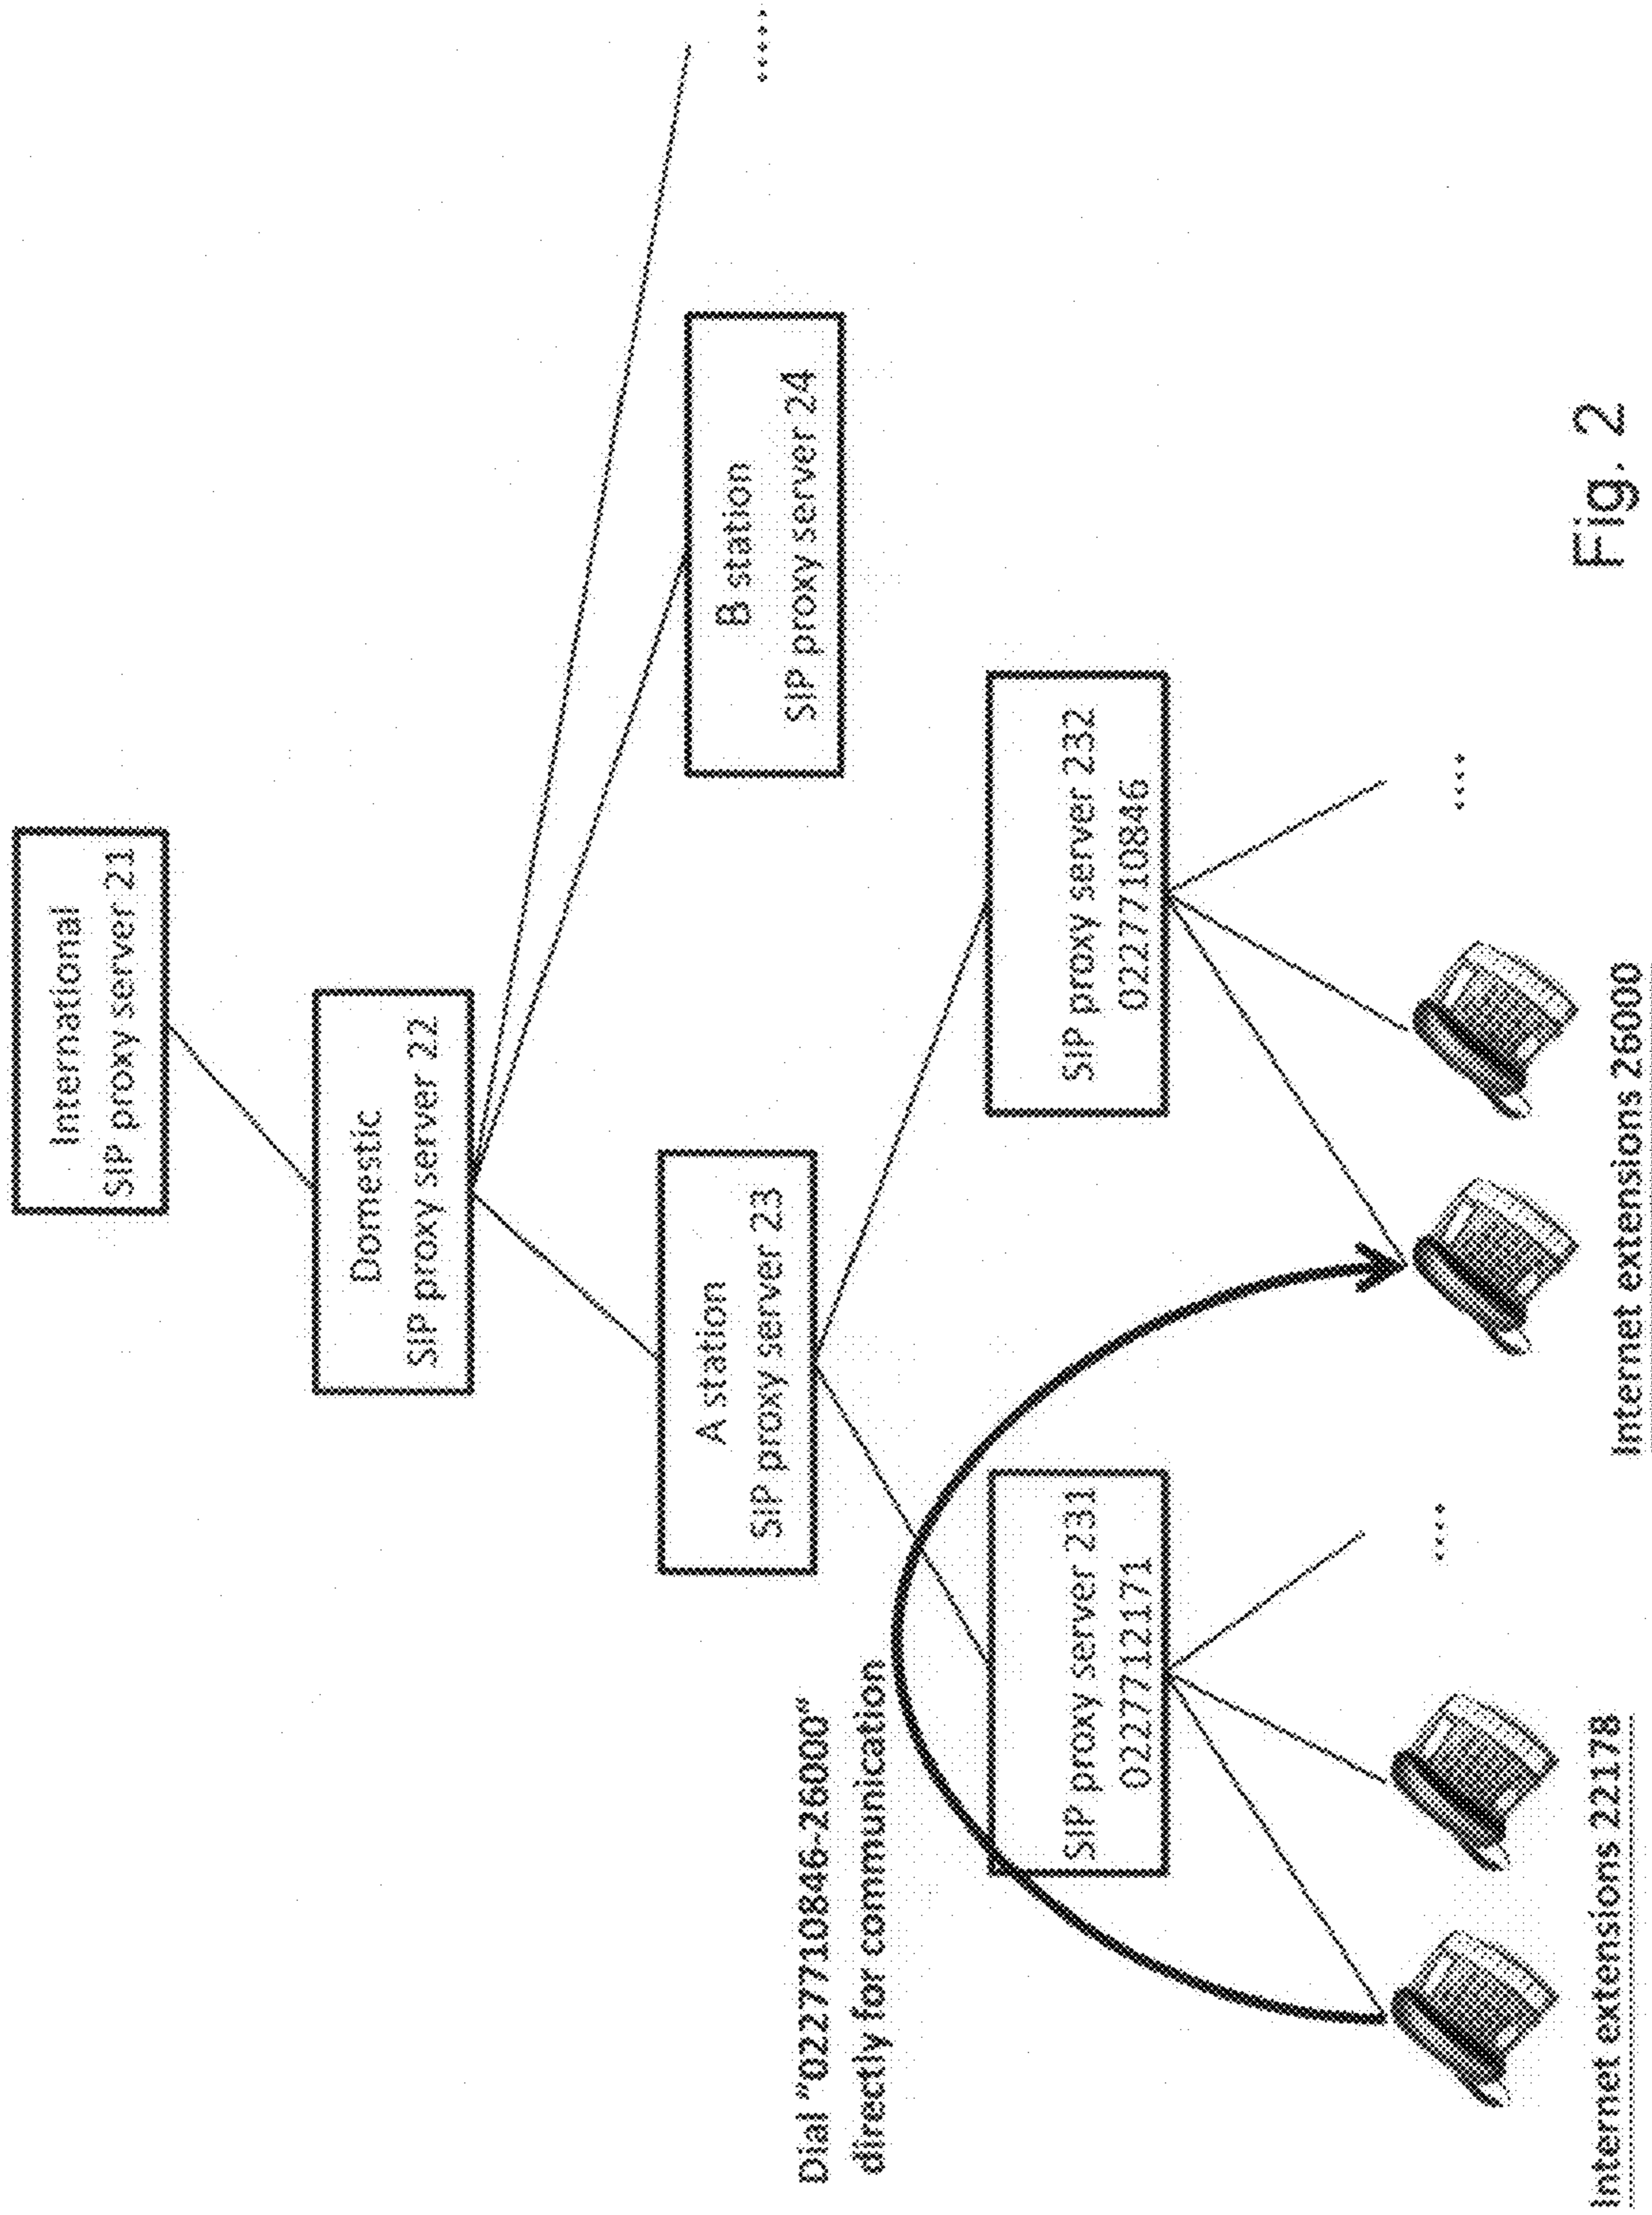 International
SIP proxy server 21
Domestic
SIP proxy server 22
A station
SIP proxy server 23
B station
SIP proxy server 24
.....
Dial "0227710846-26000"
directly for communication
SIP proxy server 231
0227712171
SIP proxy server 232
0227710846
....
....
Internet extensions 22178
Internet extensions 26000
Fig. 2